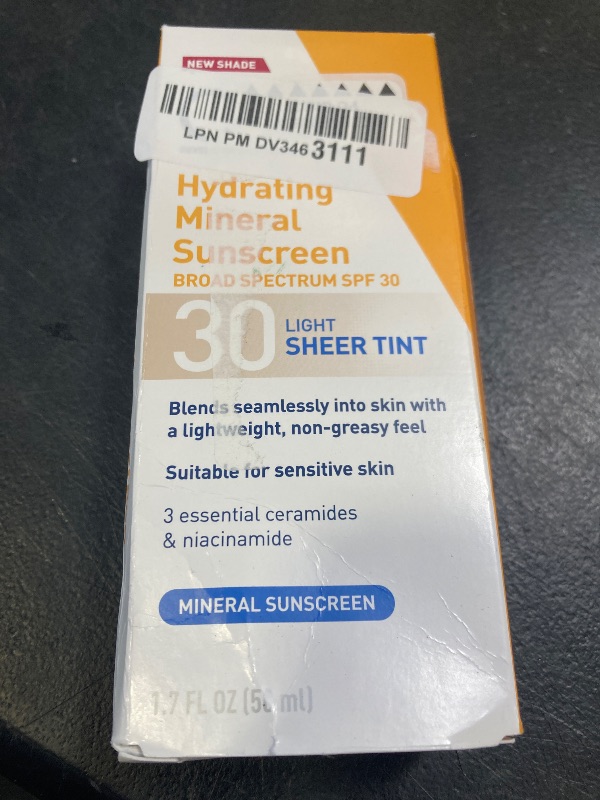 NEW SHADE
LPN PM DV3463111
Hydrating
Mineral
Sunscreen
BROAD SPECTRUM SPF 30
30
LIGHT
SHEER TINT
Blends seamlessly into skin with
a lightweight, non-greasy feel
Suitable for sensitive skin
3 essential ceramides
& niacinamide
MINERAL SUNSCREEN
1.7 FL OZ ( ml)